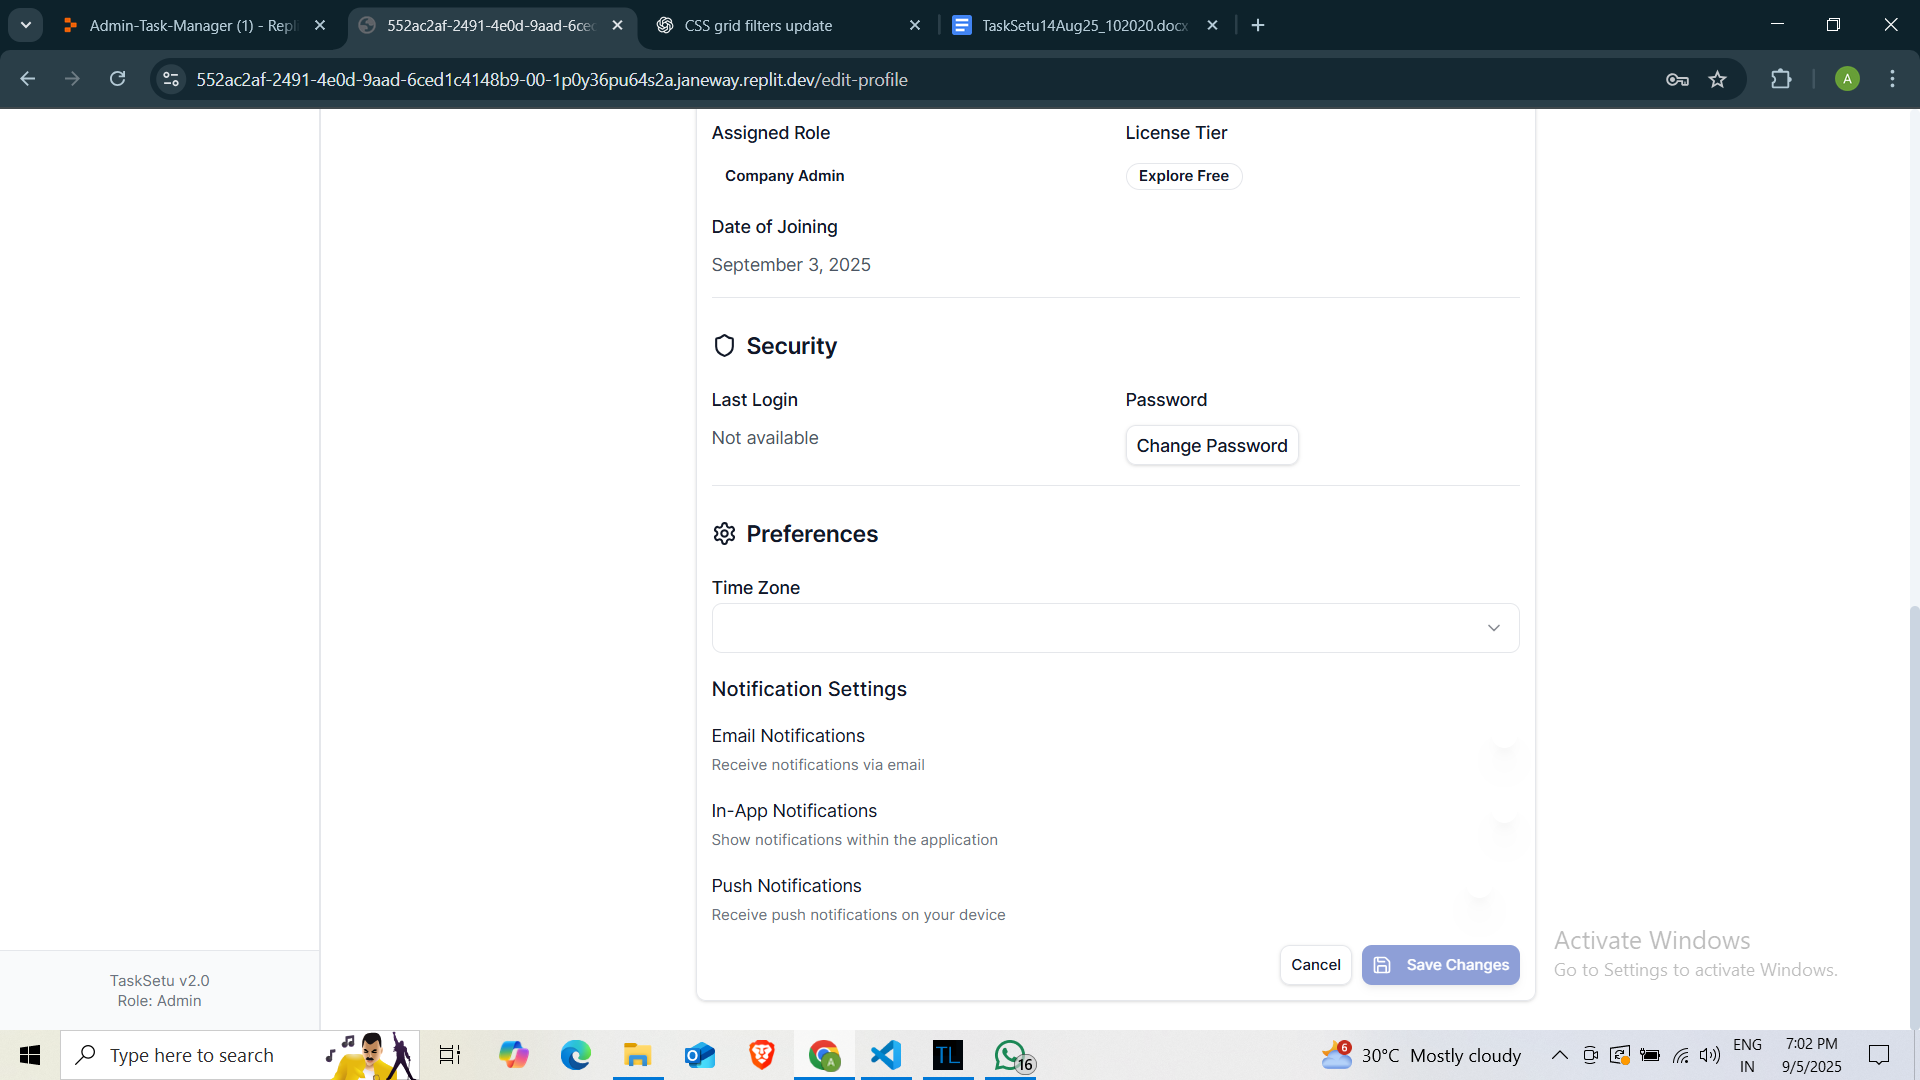 Admin-Task-Manager (1) - Repli
552ac2af-2491-4e0d-9aad-6cec
CSS grid filters update
TaskSetu14Aug25_102020.docx
552ac2af-2491-4e0d-9aad-6ced1c4148b9-00-1p0y36pu64s2a.janeway.replit.dev/edit-profile
A
Assigned Role
License Tier
Company Admin
Explore Free
Date of Joining
September 3, 2025
Security
Last Login
Password
Not available
Change Password
Preferences
Time Zone
Notification Settings
Email Notifications
Receive notifications via email
In-App Notifications
Show notifications within the application
Push Notifications
Receive push notifications on your device
Cancel
Save Changes
Activate Windows
Go to Settings to activate Windows.
TaskSetu v2.0
Role: Admin
Type here to search
A
TL
16
6
30°C Mostly cloudy
ENG
IN
7:02 PM
9/5/2025